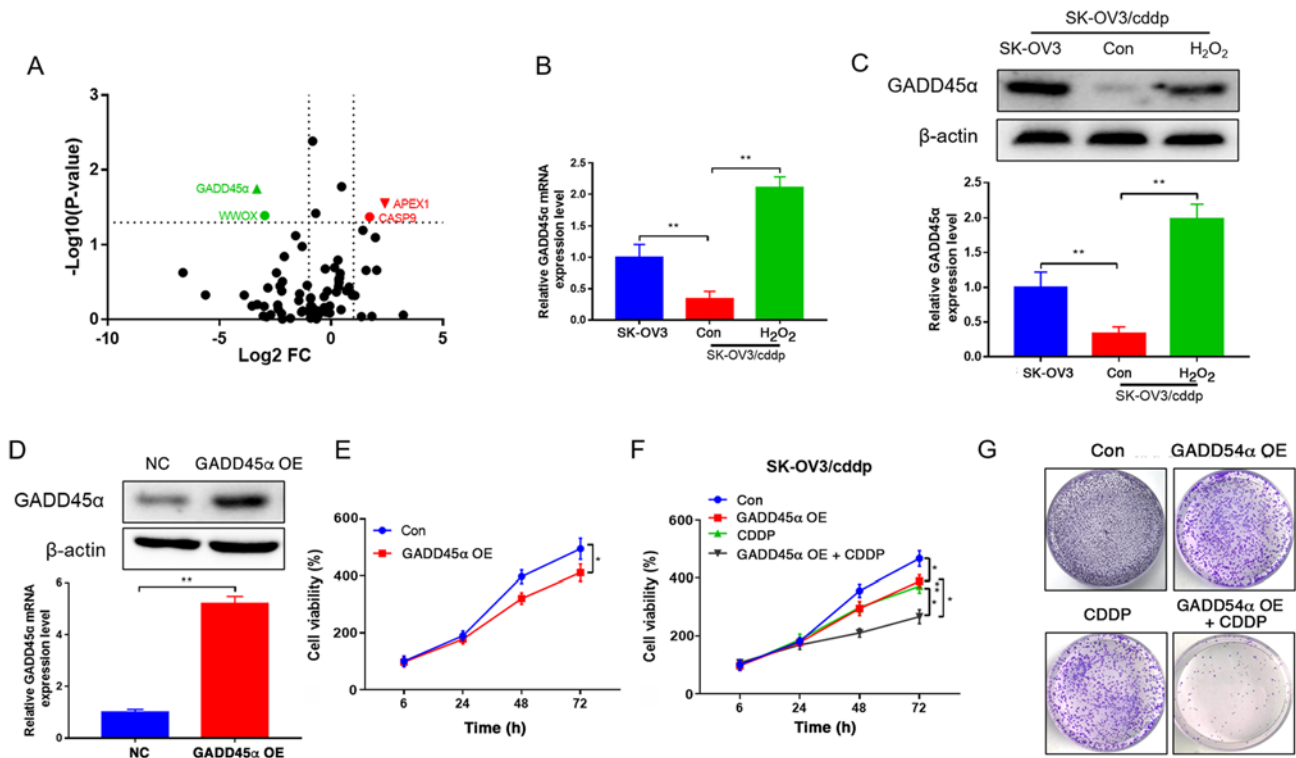 A
3
2
1
0
-10
-5
0
5
-Log10(P-value)
Log2 FC
GADD45α
WWOX
APEX1
CASP9
B
Relative GADD45α mRNA
expression level
2.5
2.0
1.5
1.0
0.5
0.0
**
**
SK-OV3
Con
H₂O₂
SK-OV3/cddp
C
SK-OV3/cddp
SK-OV3
Con
H₂O₂
GADD45α
β-actin
Relative GADD45α
expression level
2.5
2.0
1.5
1.0
0.5
0.0
**
**
SK-OV3
Con
H₂O₂
SK-OV3/cddp
D
NC
GADD45α OE
GADD45α
β-actin
Relative GADD45α mRNA
expression level
6
4
2
0
**
NC
GADD45α OE
E
Con
GADD45α OE
Cell viability (%)
600
400
200
0
6
24
48
72
Time (h)
*
F
SK-OV3/cddp
Con
GADD45α OE
CDDP
GADD45α OE + CDDP
Cell viability (%)
600
400
200
0
6
24
48
72
Time (h)
*
*
*
*
*
G
Con
GADD54α OE
CDDP
GADD54α OE
+ CDDP